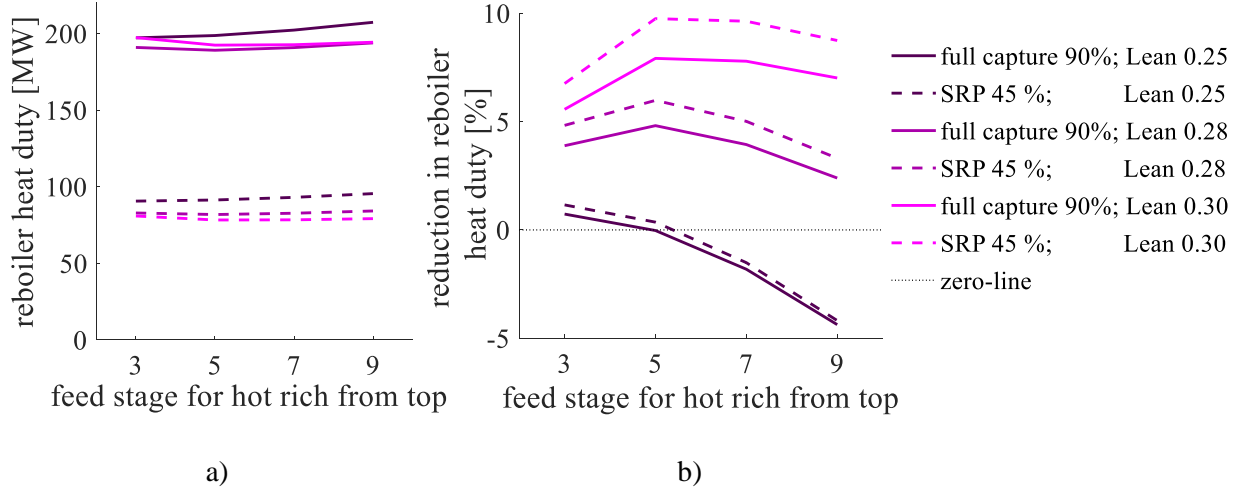 reboiler heat duty [MW]
200
150
100
50
0
3 5 7 9
feed stage for hot rich from top
a)
reduction in reboiler
heat duty [%]
10
5
0
-5
3 5 7 9
feed stage for hot rich from top
b)
full capture 90%; Lean 0.25
SRP 45 %; Lean 0.25
full capture 90%; Lean 0.28
SRP 45 %; Lean 0.28
full capture 90%; Lean 0.30
SRP 45 %; Lean 0.30
zero-line